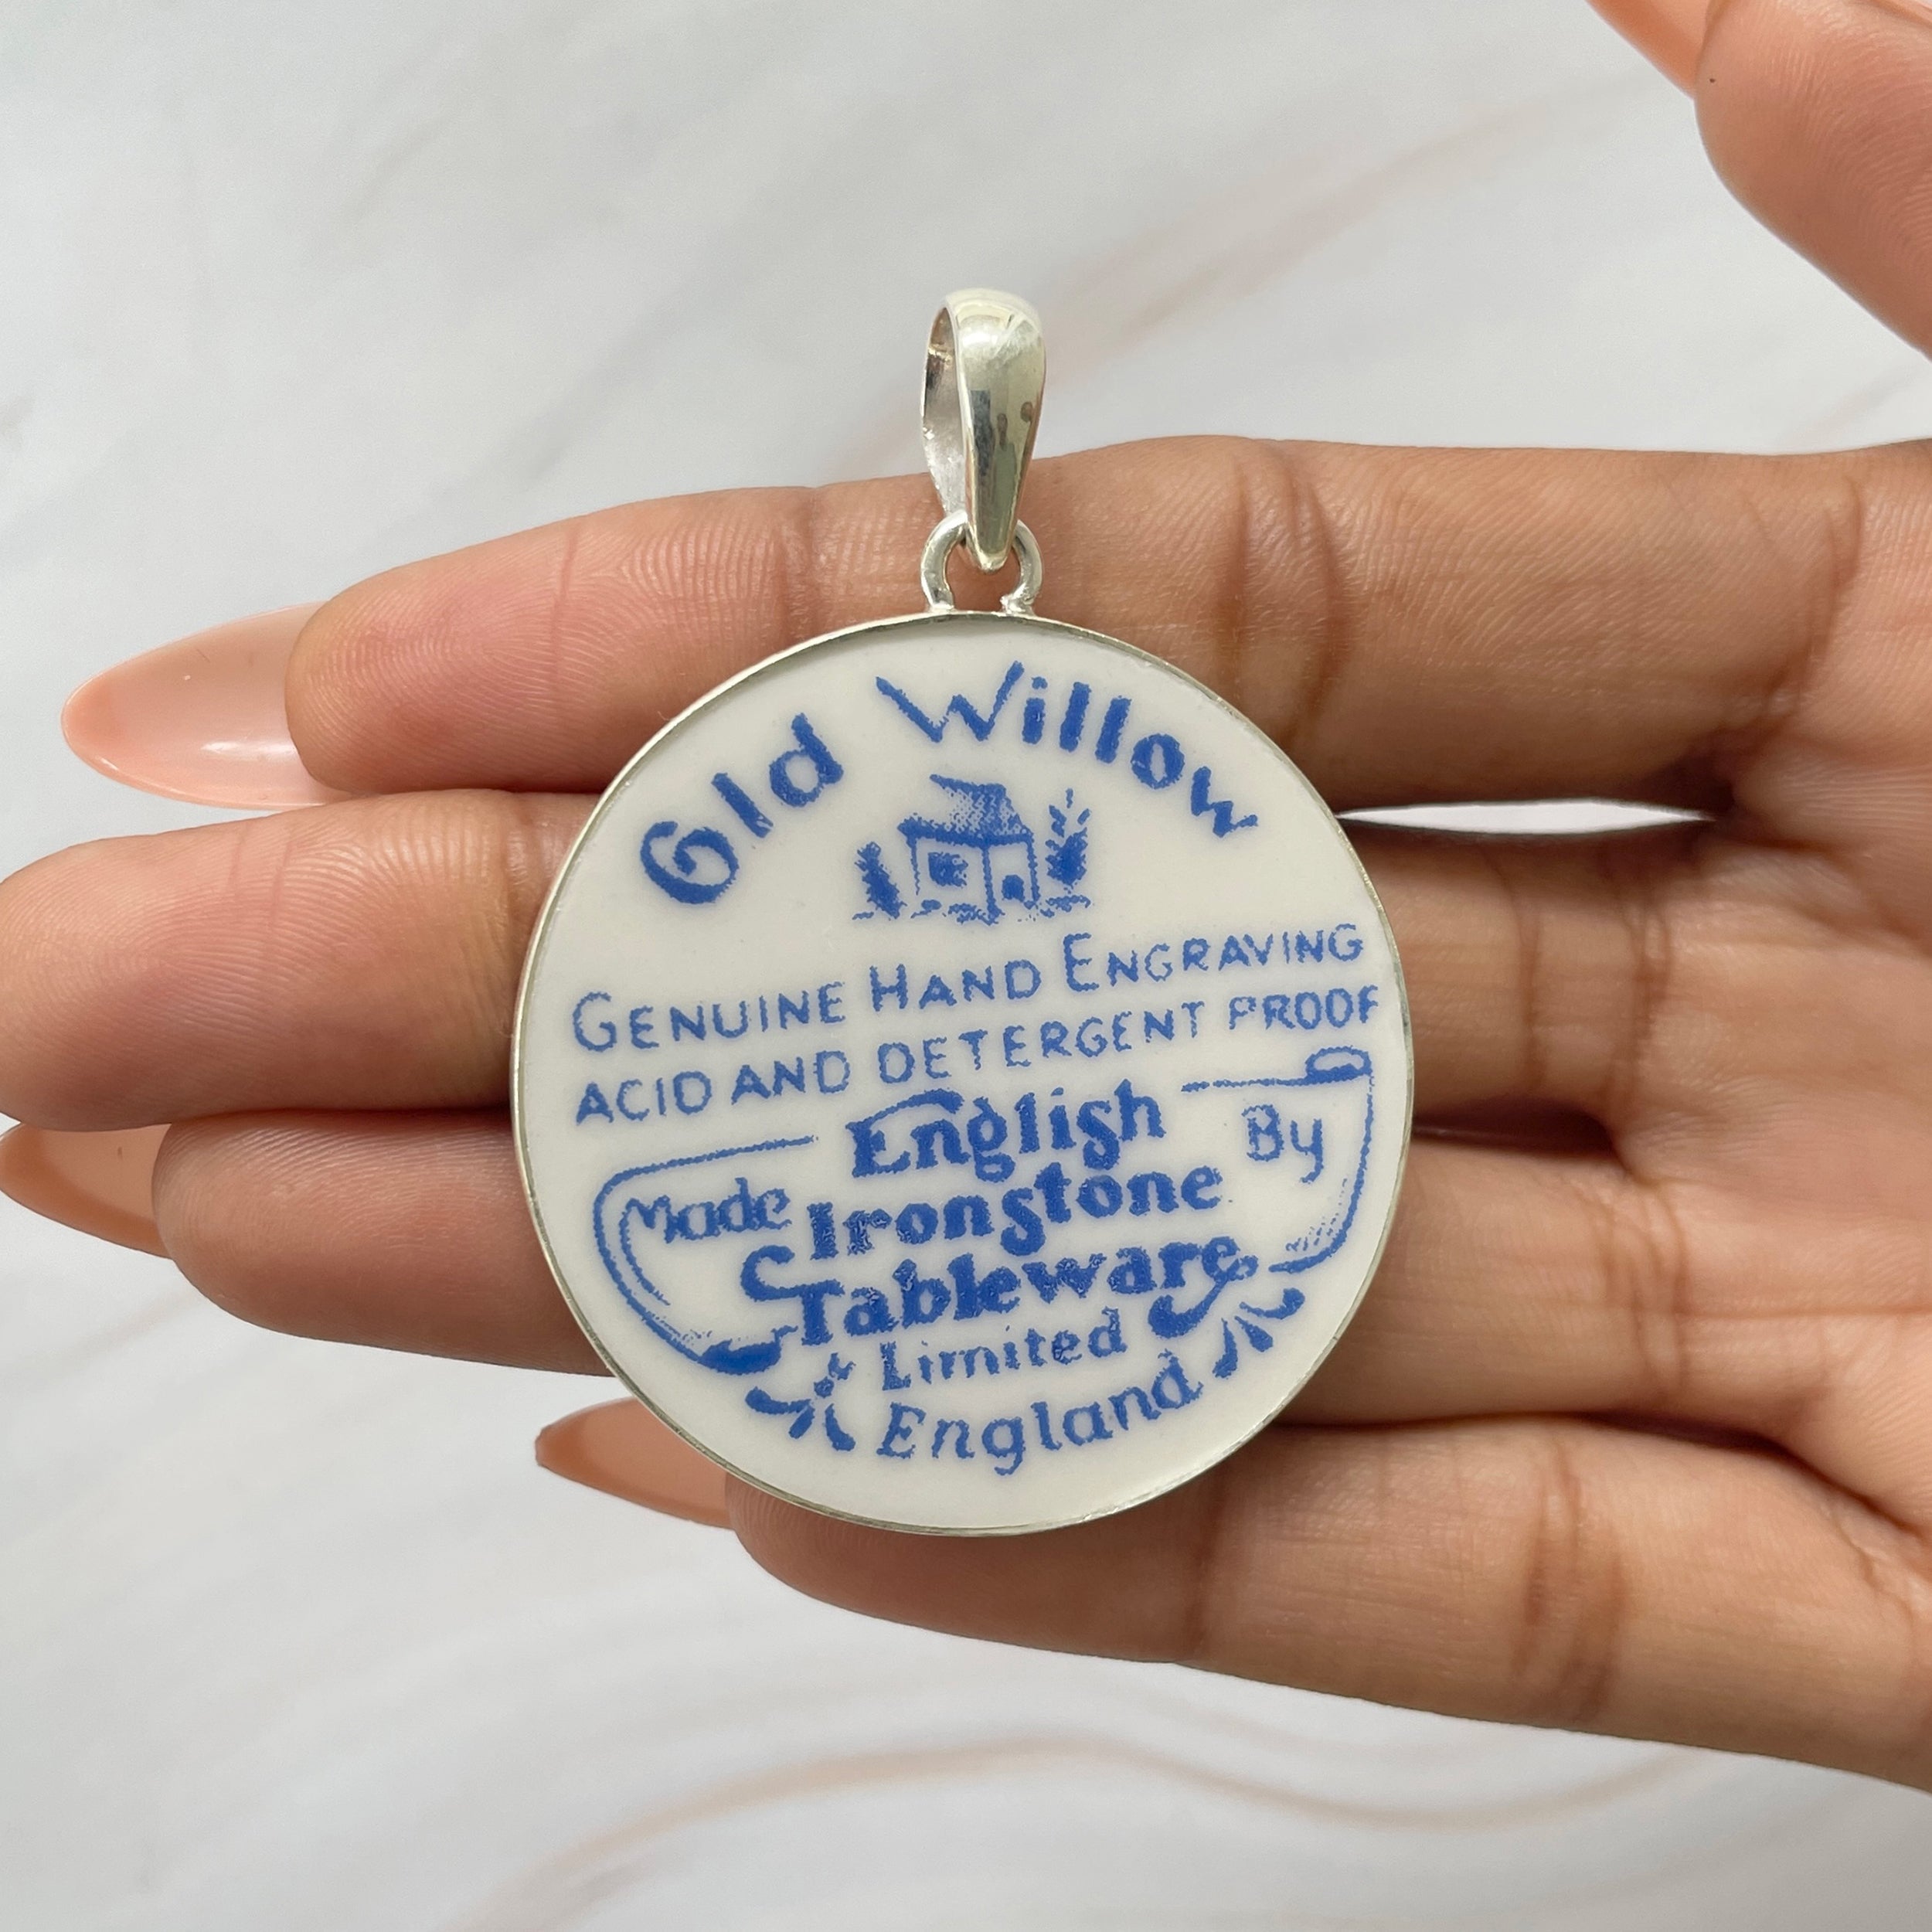 Old Willow
GENUINE HAND ENGRAVING
ACID AND DETERGENT PROOF
Made By
English
Ironstone
Tableware
Limited
England